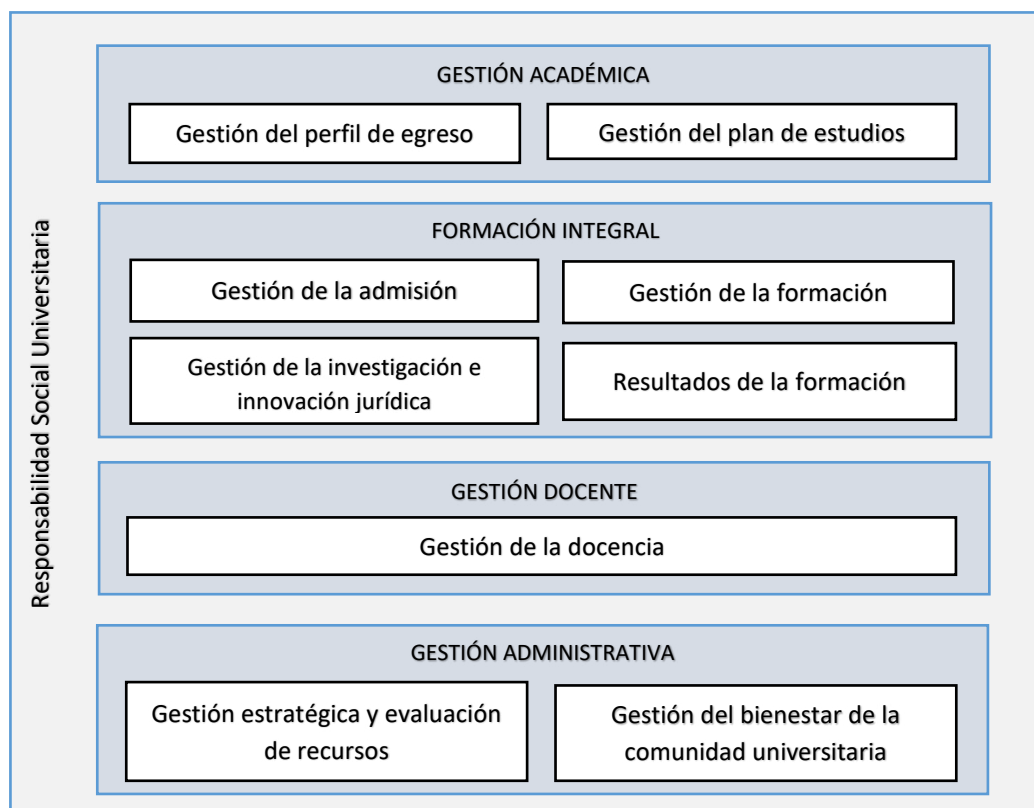 Responsabilidad Social Universitaria
GESTIÓN ACADÉMICA
Gestión del perfil de egreso
Gestión del plan de estudios
FORMACIÓN INTEGRAL
Gestión de la admisión
Gestión de la formación
Gestión de la investigación e
innovación jurídica
Resultados de la formación
GESTIÓN DOCENTE
Gestión de la docencia
GESTIÓN ADMINISTRATIVA
Gestión estratégica y evaluación
de recursos
Gestión del bienestar de la
comunidad universitaria